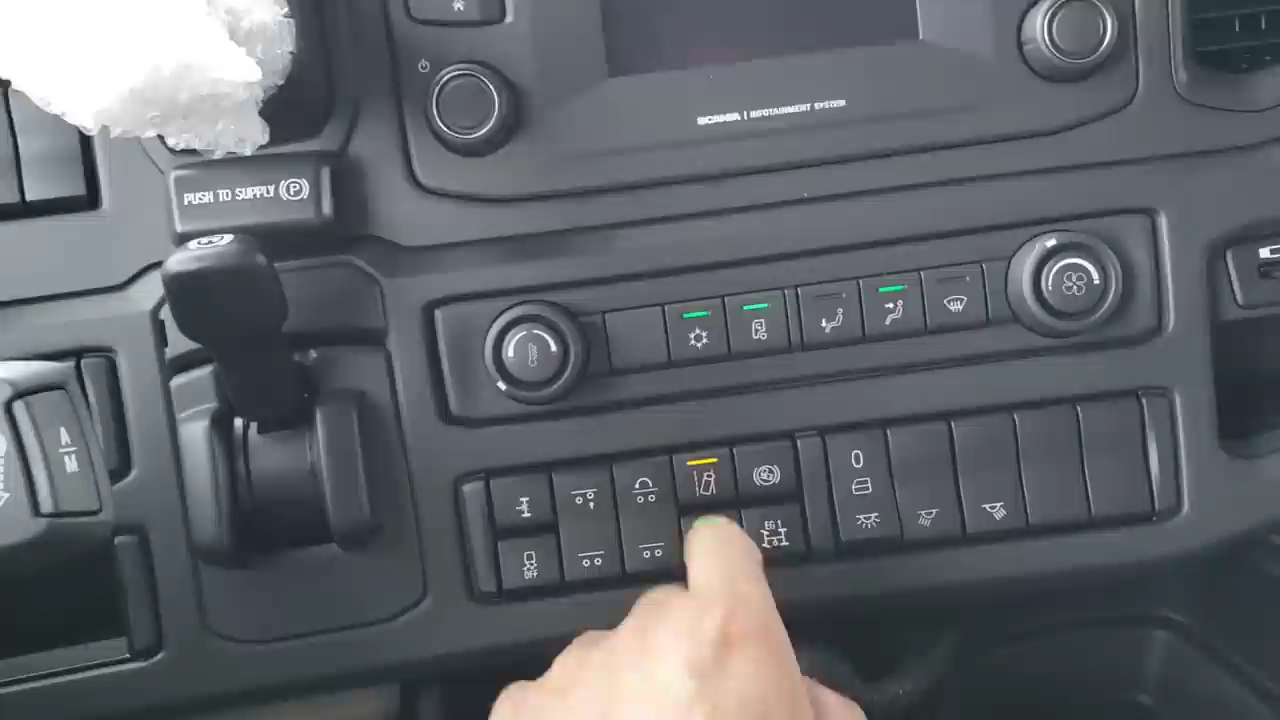 SCANIA | INFOTAINMENT SYSTEM
PUSH TO SUPPLY (P)
A
M
0
EG 1
OFF